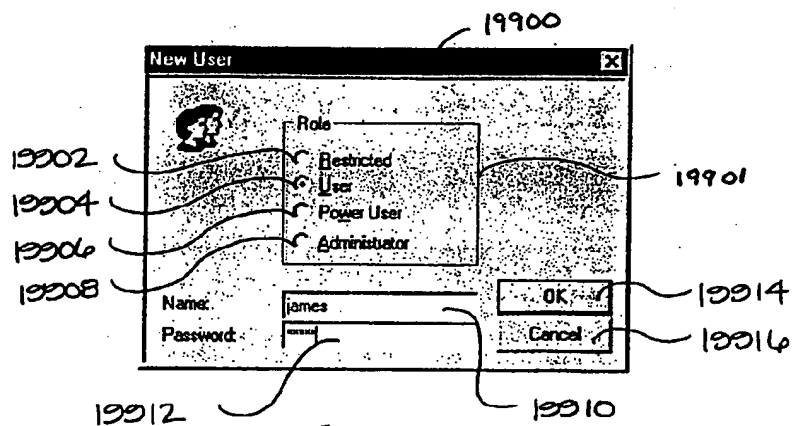 19900
New User
Role
19902
Restricted
19901
19904
User
19906
Power User
19908
Administrator
OK
19914
Name:
james
Password:
******
Cancel
19916
19912
19910